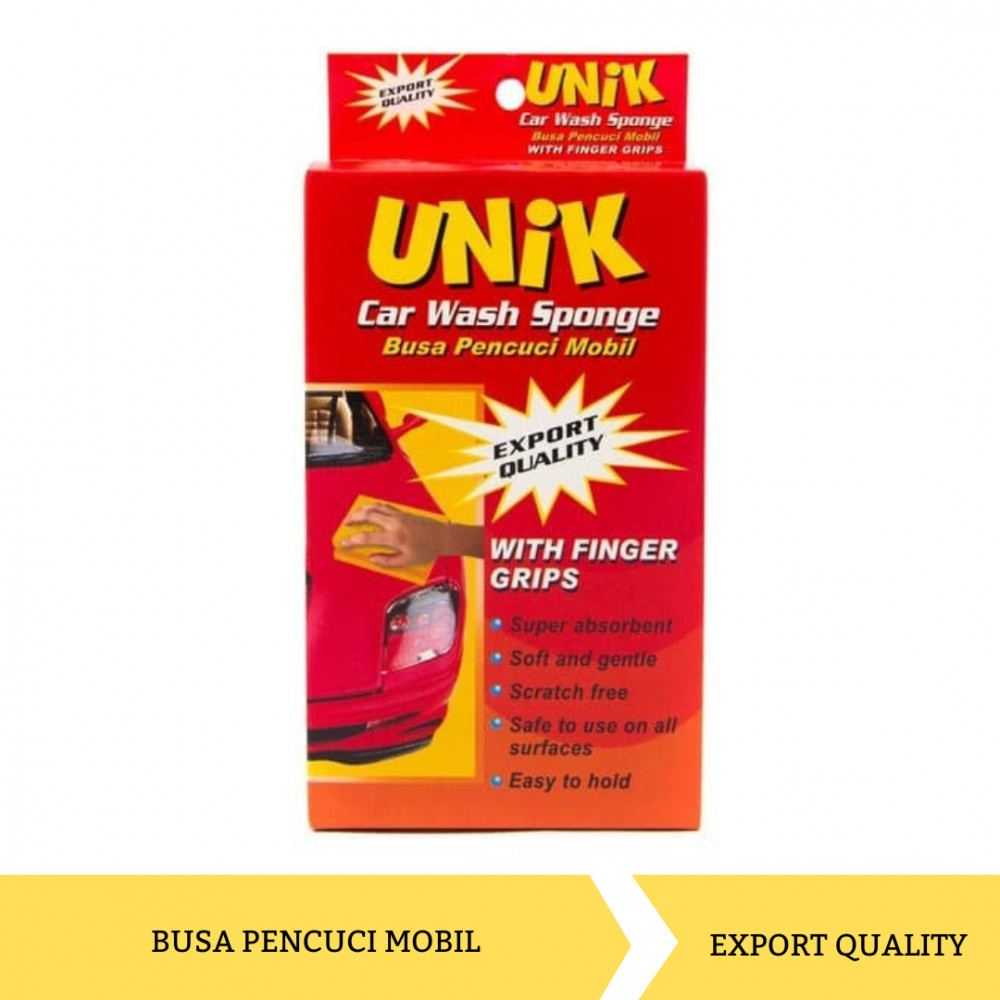 EXPORT
QUALITY
UNiK
Car Wash Sponge
Busa Pencuci Mobil
WITH FINGER GRIPS
UNiK
Car Wash Sponge
Busa Pencuci Mobil
EXPORT
QUALITY
WITH FINGER
GRIPS
Super absorbent
Soft and gentle
Scratch free
Safe to use on all
surfaces
Easy to hold
BUSA PENCUCI MOBIL
EXPORT QUALITY